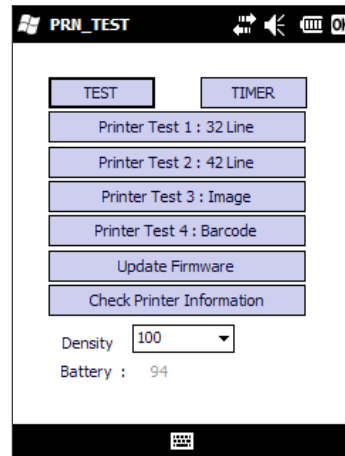 PRN_TEST OK
TEST TIMER
Printer Test 1 : 32 Line
Printer Test 2 : 42 Line
Printer Test 3 : Image
Printer Test 4 : Barcode
Update Firmware
Check Printer Information
Density 100
Battery : 94